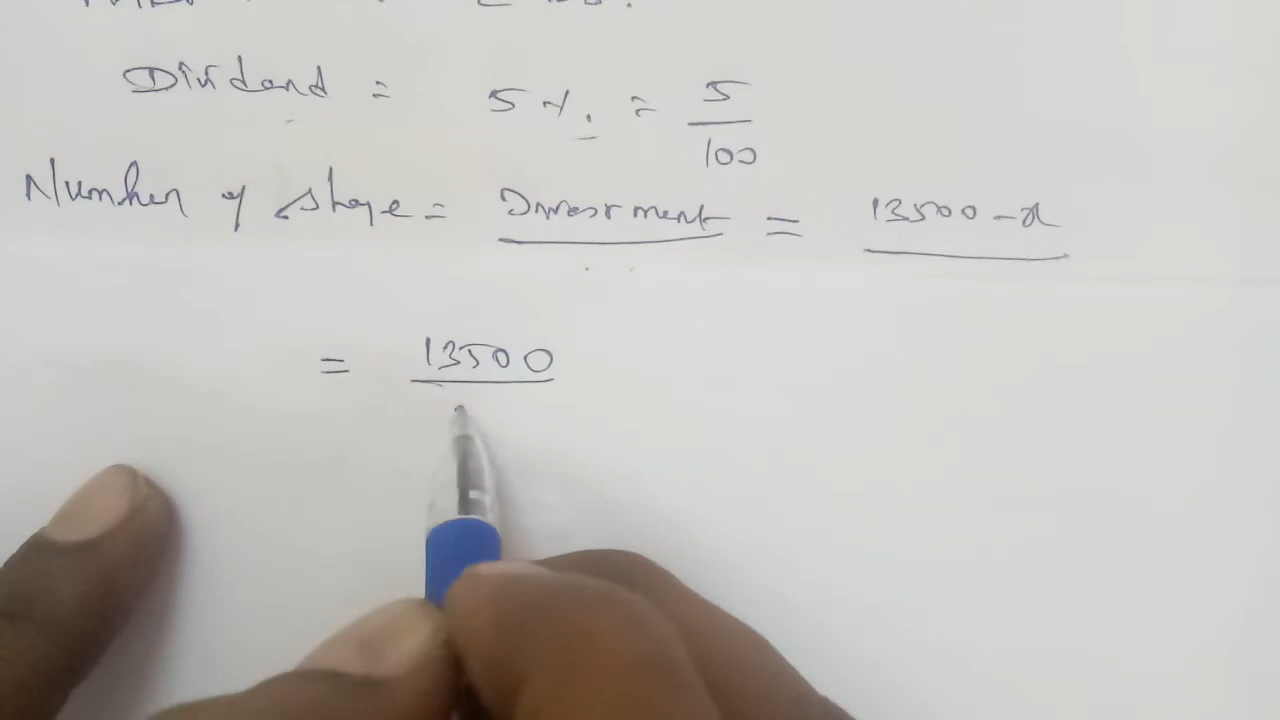 Dividend = 5 %. = 5/100
Number of share = Investment = 13500 - x
= 13500